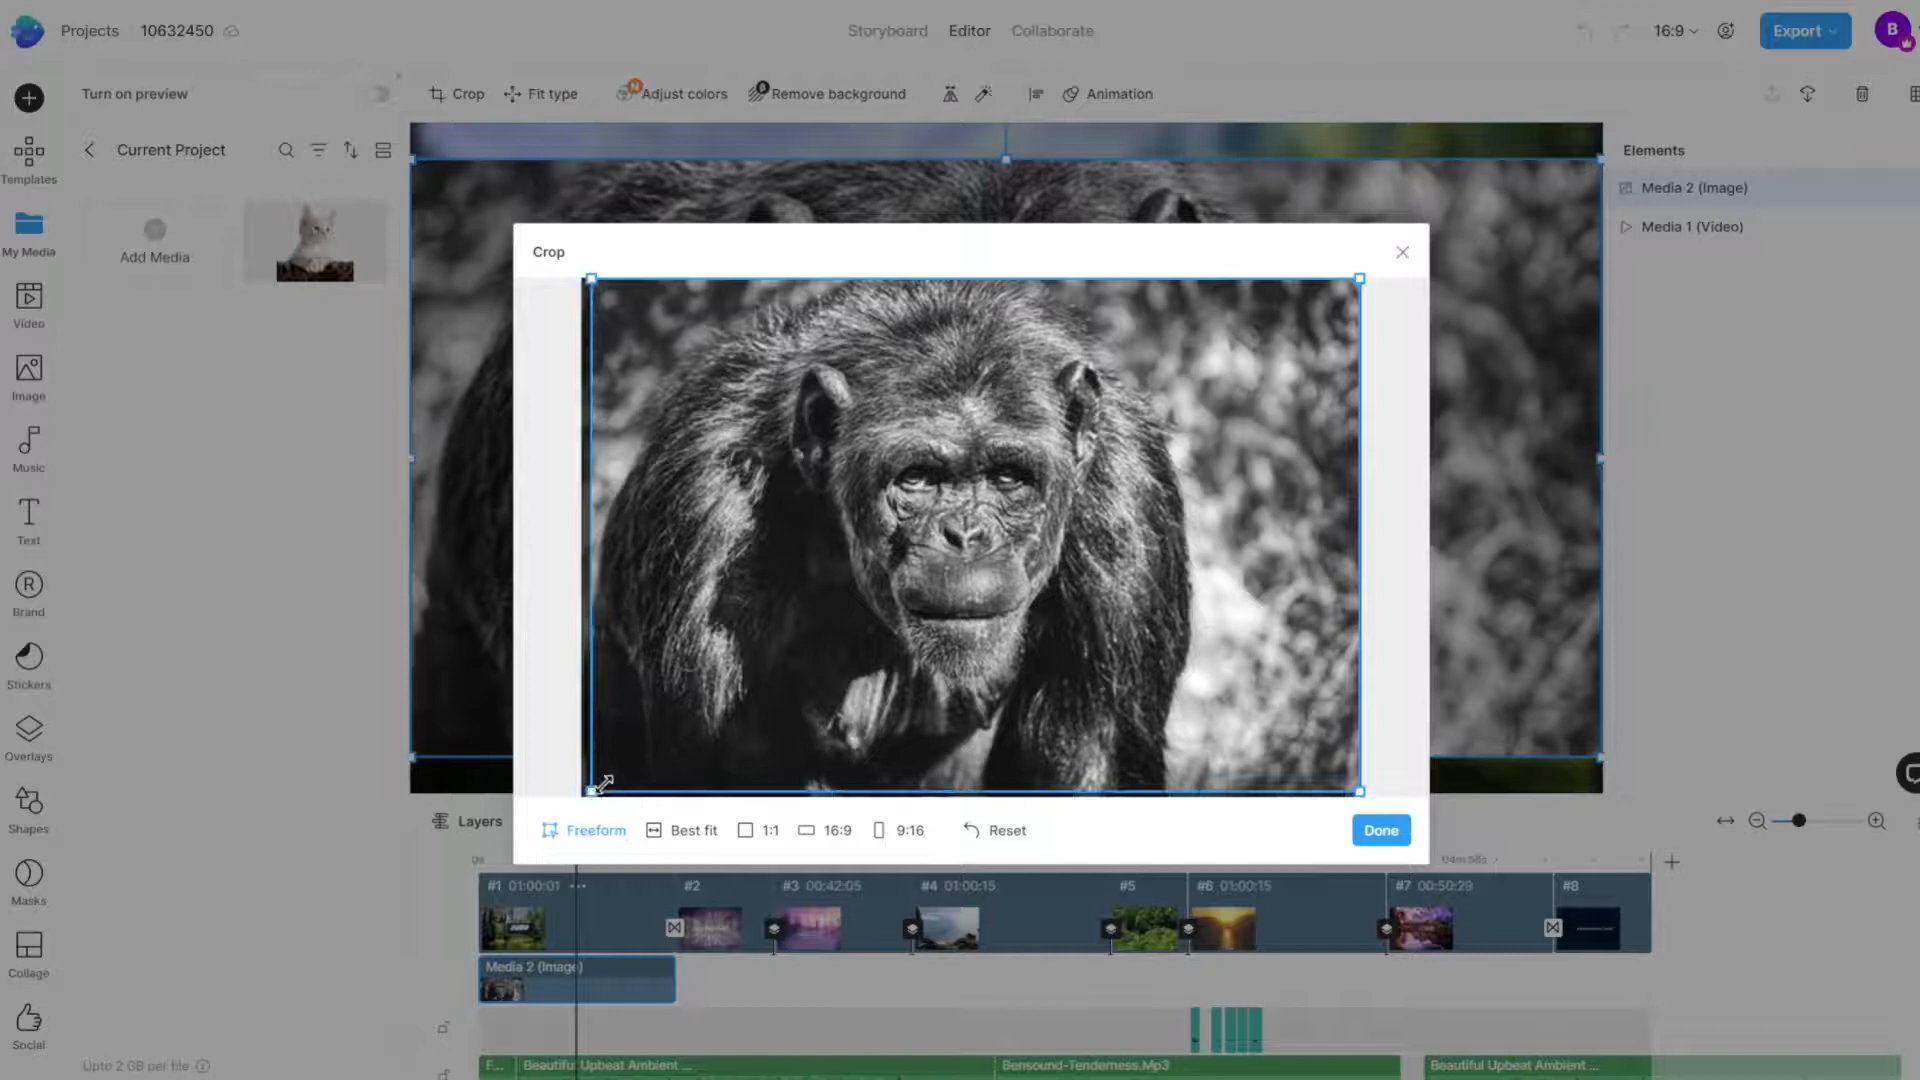 Projects 10632450
Storyboard Editor Collaborate
16:9
Export
B
Turn on preview
Crop Fit type Adjust colors Remove background Animation
Current Project
Add Media
Templates
My Media
Video
Image
Music
Text
Brand
Stickers
Overlays
Shapes
Masks
Collage
Social
Upto 2 GB per file
Elements
Media 2 (Image)
Media 1 (Video)
Crop
Freeform Best fit 1:1 16:9 9:16 Reset
Done
Layers
#1 01:00:01 #2 #3 00:42:05 #4 01:00:15 #5 #6 01:00:15 #7 00:50:29 #8
Media 2 (Image)
F... Beautiful Upbeat Ambient ... Bensound-Tenderness.Mp3 Beautiful Upbeat Ambient ...